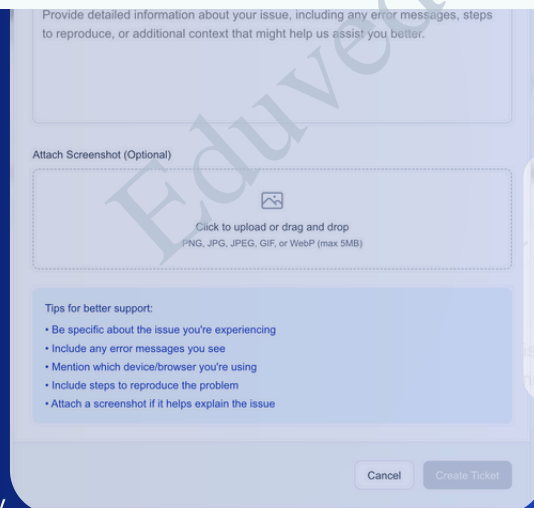 Provide detailed information about your issue, including any error messages, steps
to reproduce, or additional context that might help us assist you better.
Attach Screenshot (Optional)
Click to upload or drag and drop
PNG, JPG, JPEG, GIF, or WebP (max 5MB)
Tips for better support:
• Be specific about the issue you're experiencing
• Include any error messages you see
• Mention which device/browser you're using
• Include steps to reproduce the problem
• Attach a screenshot if it helps explain the issue
Cancel
Create Ticket